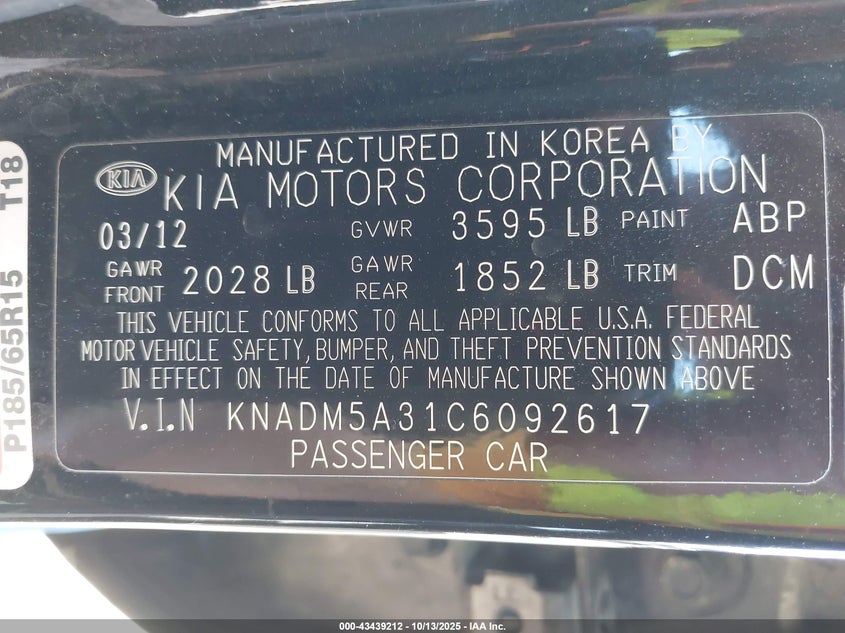 MANUFACTURED IN KOREA BY
KIA KIA MOTORS CORPORATION
03/12 GVWR 3595 LB PAINT ABP
GAWR FRONT 2028 LB GAWR REAR 1852 LB TRIM DCM
THIS VEHICLE CONFORMS TO ALL APPLICABLE U.S.A. FEDERAL
MOTOR VEHICLE SAFETY, BUMPER, AND THEFT PREVENTION STANDARDS
IN EFFECT ON THE DATE OF MANUFACTURE SHOWN ABOVE
V.I.N KNADM5A31C6092617
PASSENGER CAR
P185/65R15 T18
000-43439212 - 10/13/2025 - IAA Inc.